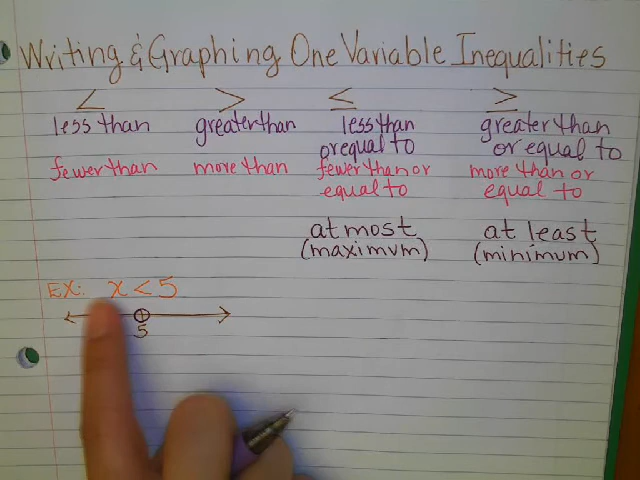 Writing & Graphing One Variable Inequalities
< > ≤ ≥
less than greater than less than greater than
or equal to or equal to
fewer than more than fewer than or more than or
equal to equal to
at most at least
(maximum) (minimum)
EX: x < 5
5